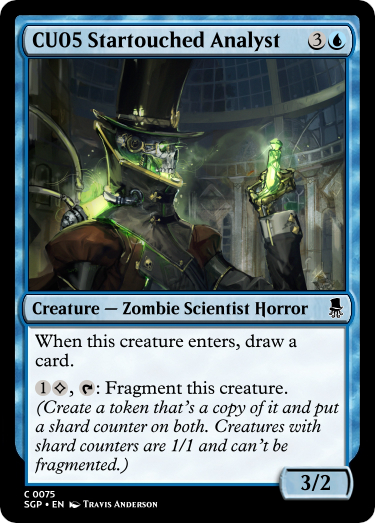 CU05 Startouched Analyst 3
Creature — Zombie Scientist Horror
When this creature enters, draw a
card.
1, : Fragment this creature.
(Create a token that's a copy of it and put
a shard counter on both. Creatures with
shard counters are 1/1 and can't be
fragmented.)
3/2
C 0075
SGP • EN Travis Anderson